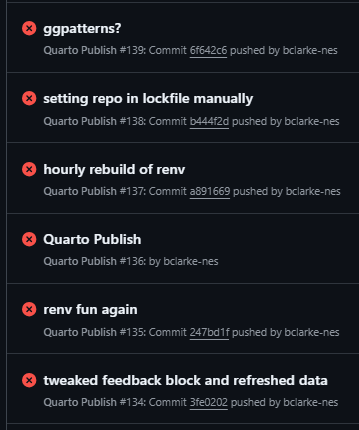 ggpatterns?
Quarto Publish #139: Commit 6f642c6 pushed by bclarke-nes
setting repo in lockfile manually
Quarto Publish #138: Commit b444f2d pushed by bclarke-nes
hourly rebuild of renv
Quarto Publish #137: Commit a891669 pushed by bclarke-nes
Quarto Publish
Quarto Publish #136: by bclarke-nes
renv fun again
Quarto Publish #135: Commit 247bd1f pushed by bclarke-nes
tweaked feedback block and refreshed data
Quarto Publish #134: Commit 3fe0202 pushed by bclarke-nes